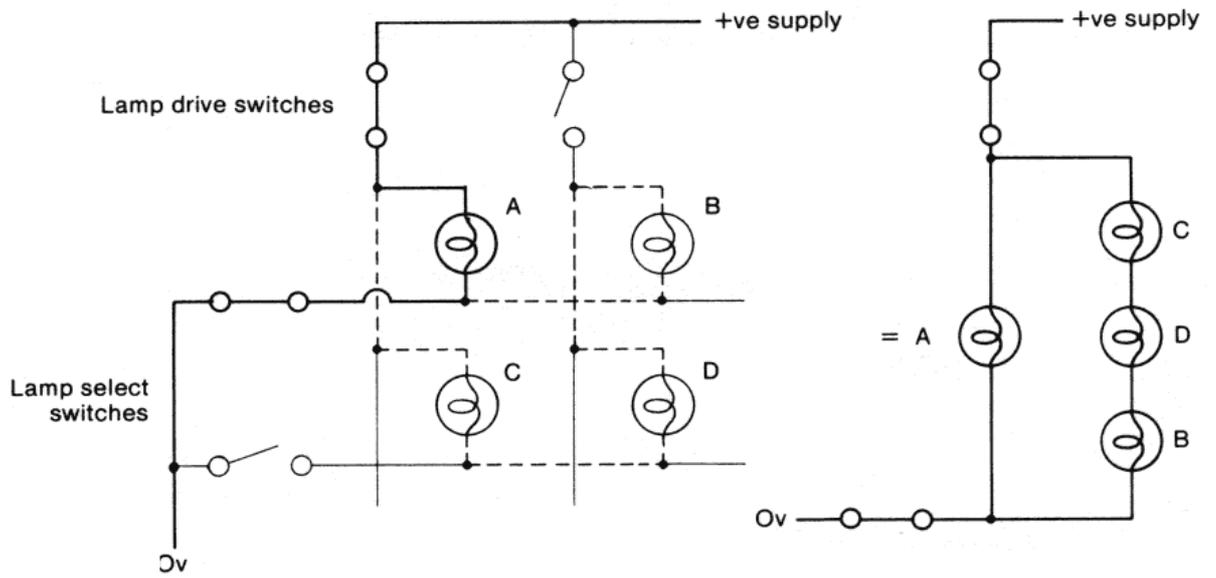 +ve supply
Lamp drive switches
A
B
Lamp select
switches
C
D
Ov
+ve supply
C
= A
D
B
Ov